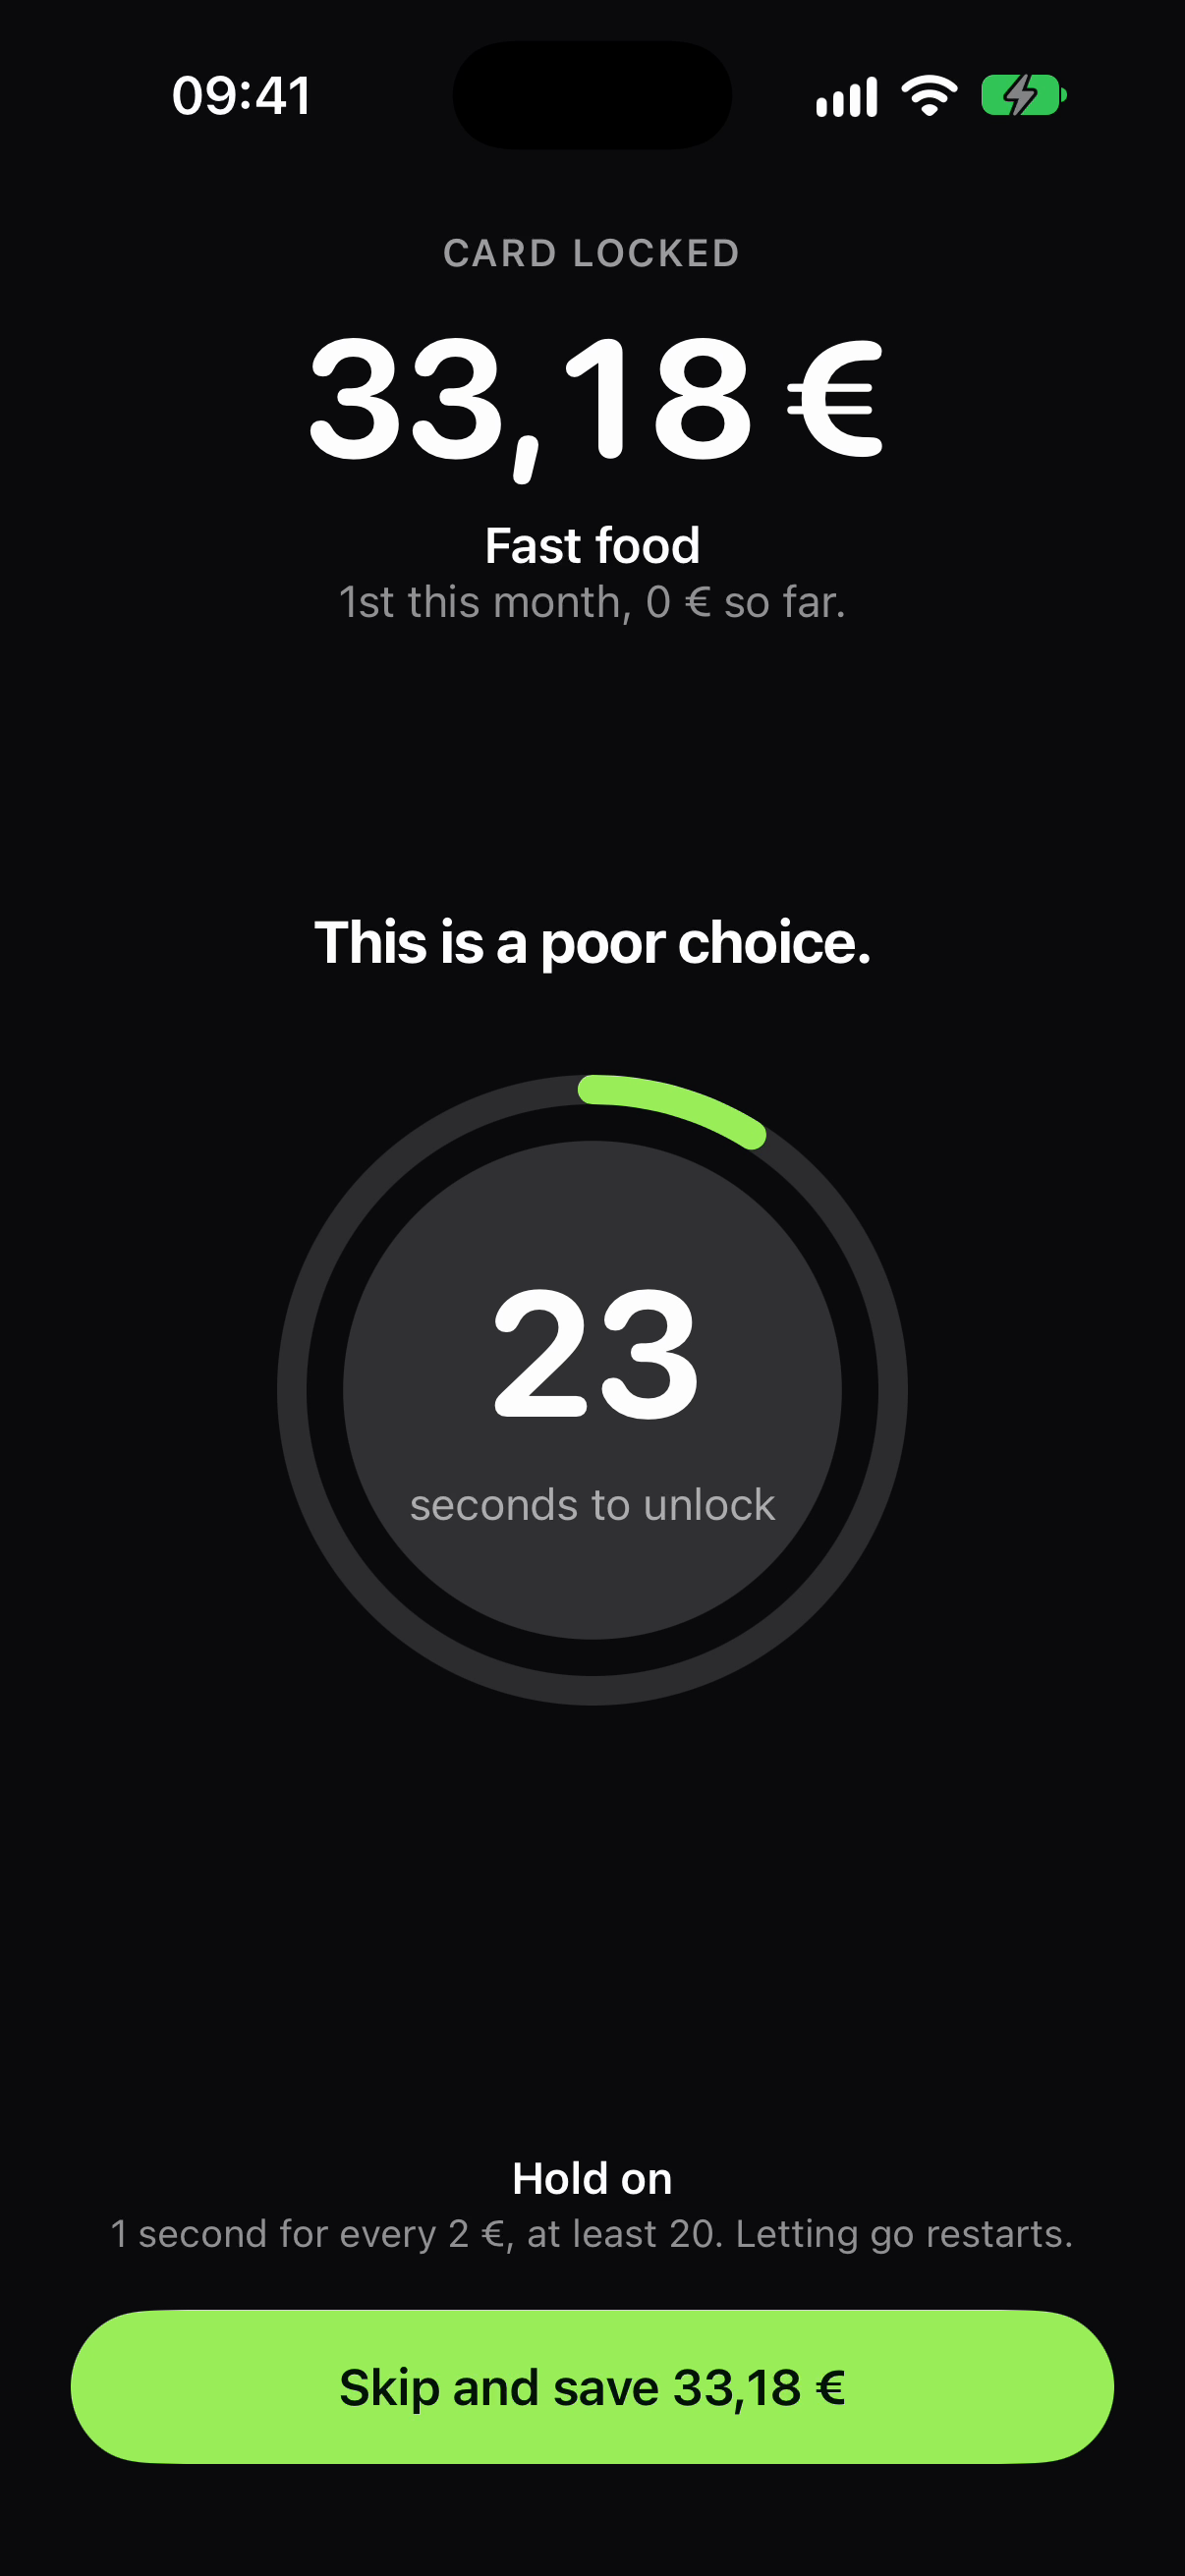 09:41
CARD LOCKED
33,18 €
Fast food
1st this month, 0 € so far.
This is a poor choice.
23
seconds to unlock
Hold on
1 second for every 2 €, at least 20. Letting go restarts.
Skip and save 33,18 €